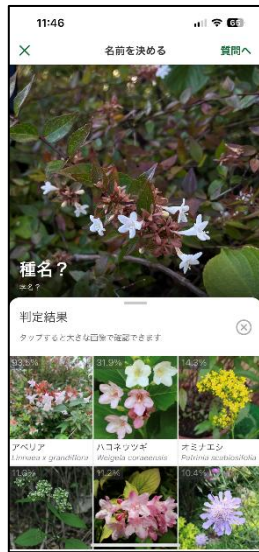 11:46
65
名前を決める
質問へ
種名？
学名？
判定結果
タップすると大きな画像で確認できます
93.5%
31.9%
14.3%
アベリア
ハコネウツギ
オミナエシ
Linnaea x grandiflora
Weigela coraeensis
Patrinia scabiosifolia
11.2%
10.4%